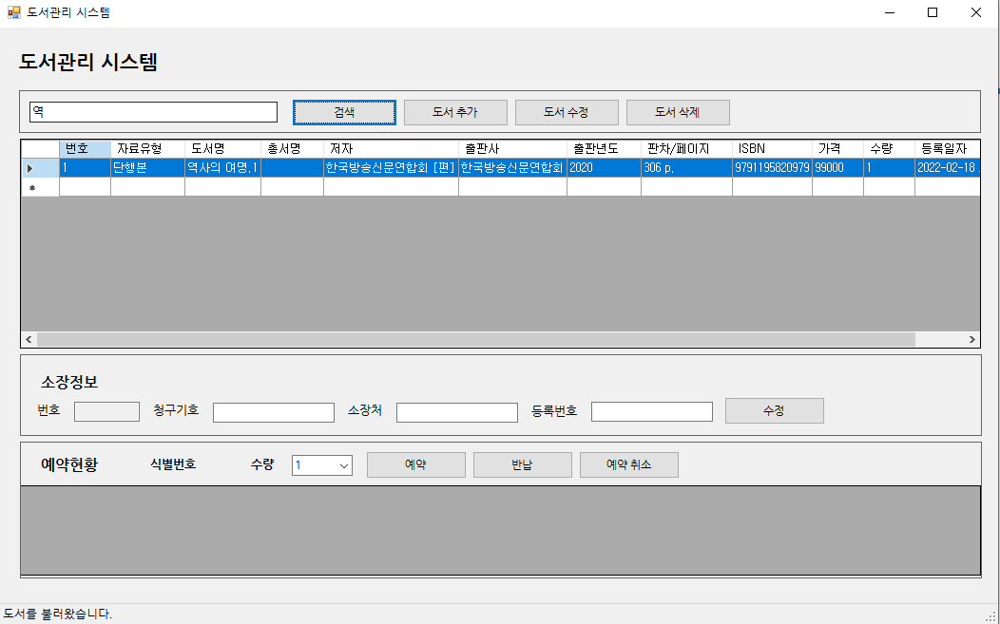 도서관리 시스템
도서관리 시스템
역 검색 도서 추가 도서 수정 도서 삭제
번호 자료유형 도서명 총서명 저자 출판사 출판년도 판차/페이지 ISBN 가격 수량 등록일자
1 단행본 역사의 여명.1 한국방송신문연합회 [편] 한국방송신문연합회 2020 306 p. 9791195820979 99000 1 2022-02-18
소장정보
번호 청구기호 소장처 등록번호 수정
예약현황 식별번호 수량 1 예약 반납 예약 취소
도서를 불러왔습니다.